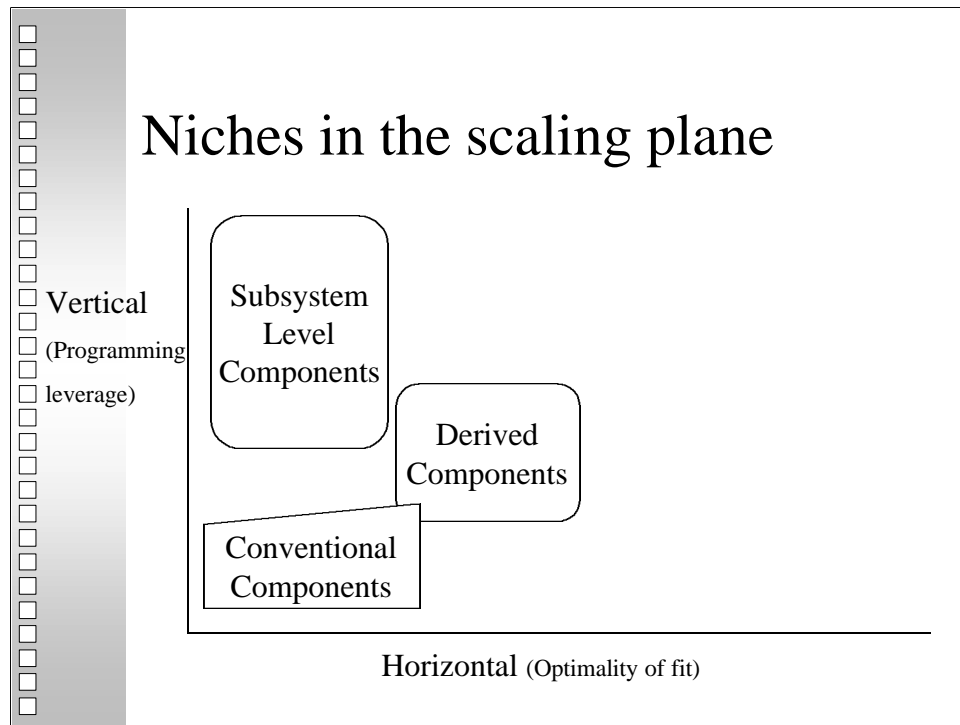 Niches in the scaling plane
Vertical
(Programming
leverage)
Subsystem
Level
Components
Derived
Components
Conventional
Components
Horizontal (Optimality of fit)